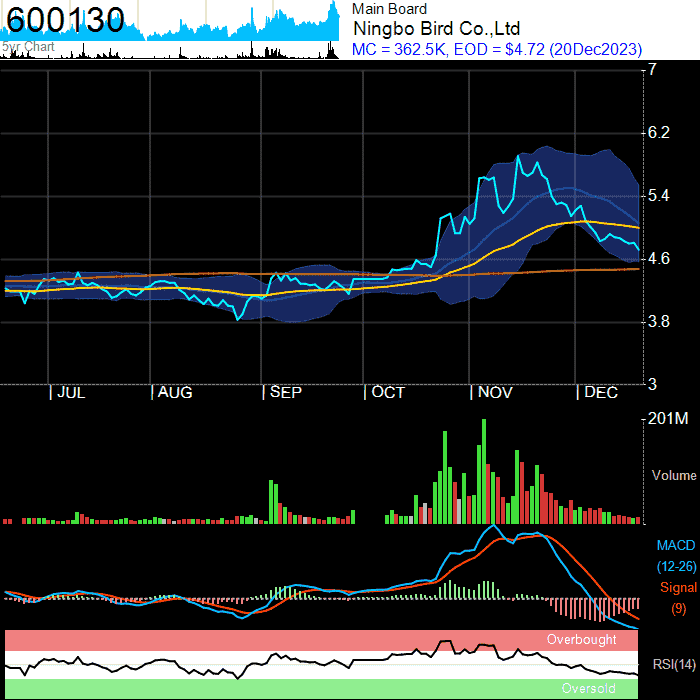 600130
5yr Chart
Main Board
Ningbo Bird Co.,Ltd
MC = 362.5K, EOD = $4.72 (20Dec2023)
7
6.2
5.4
4.6
3.8
3
| JUL | AUG | SEP | OCT | NOV | DEC
201M
Volume
MACD
(12-26)
Signal
(9)
Overbought
RSI(14)
Oversold